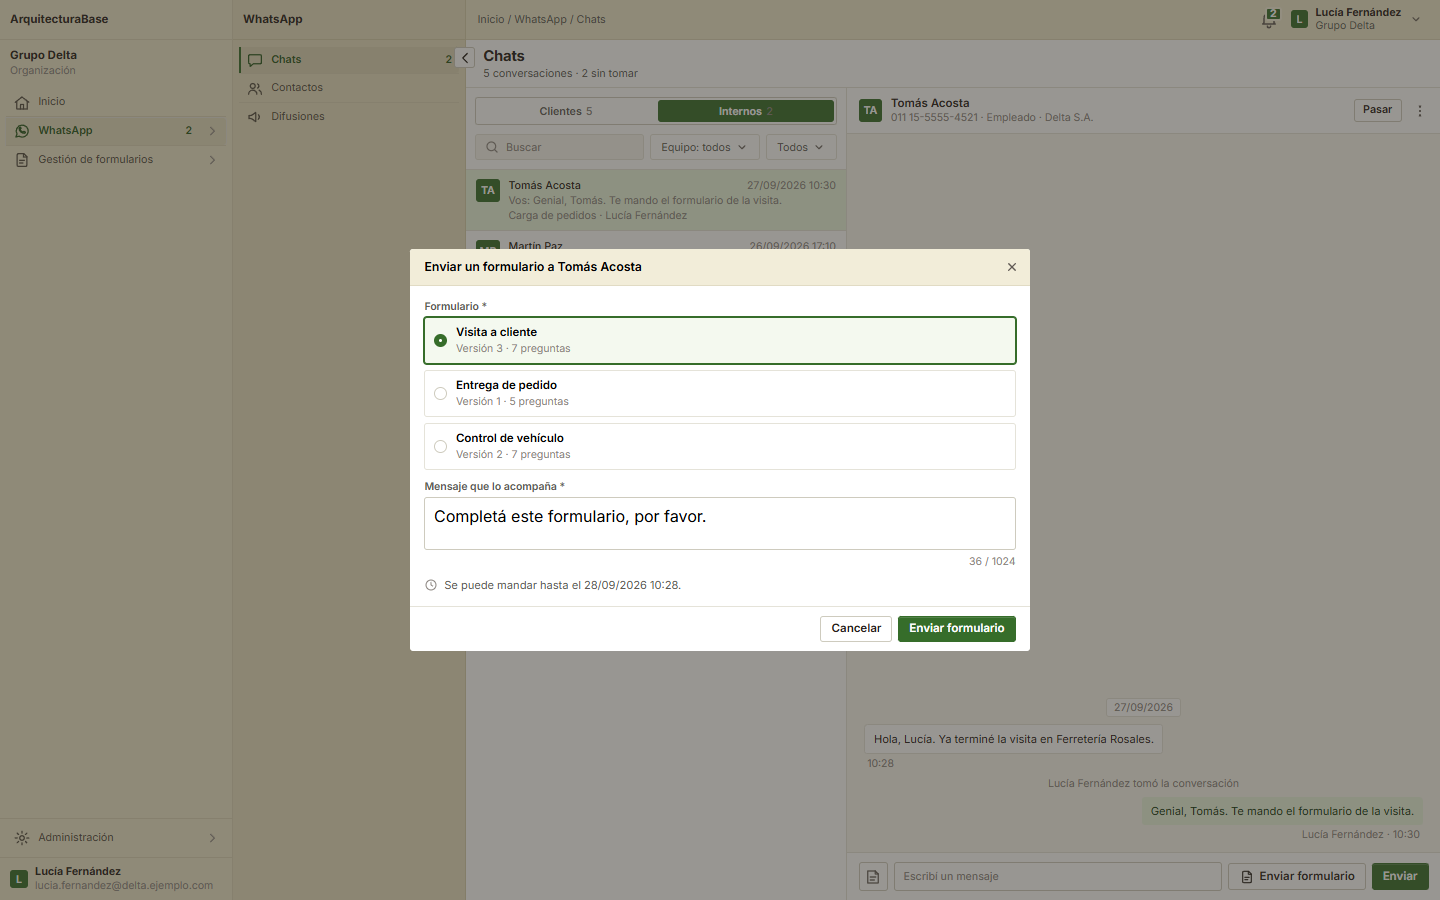 ArquitecturaBase
Grupo Delta
Organización
Inicio
WhatsApp 2
Gestión de formularios
Administración
L Lucía Fernández
lucia.fernandez@delta.ejemplo.com
WhatsApp
Chats 2
Contactos
Difusiones
Inicio / WhatsApp / Chats
2
L Lucía Fernández
Grupo Delta
Chats
5 conversaciones · 2 sin tomar
Clientes 5
Internos 2
Buscar
Equipo: todos
Todos
TA Tomás Acosta 27/09/2026 10:30
Vos: Genial, Tomás. Te mando el formulario de la visita.
Carga de pedidos · Lucía Fernández
Martín Paz 26/09/2026 17:10
TA Tomás Acosta
011 15-5555-4521 · Empleado · Delta S.A.
Pasar
Enviar un formulario a Tomás Acosta
Formulario *
Visita a cliente
Versión 3 · 7 preguntas
Entrega de pedido
Versión 1 · 5 preguntas
Control de vehículo
Versión 2 · 7 preguntas
Mensaje que lo acompaña *
Completá este formulario, por favor.
36 / 1024
Se puede mandar hasta el 28/09/2026 10:28.
Cancelar
Enviar formulario
27/09/2026
Hola, Lucía. Ya terminé la visita en Ferretería Rosales.
10:28
Lucía Fernández tomó la conversación
Genial, Tomás. Te mando el formulario de la visita.
Lucía Fernández · 10:30
Escribí un mensaje
Enviar formulario
Enviar